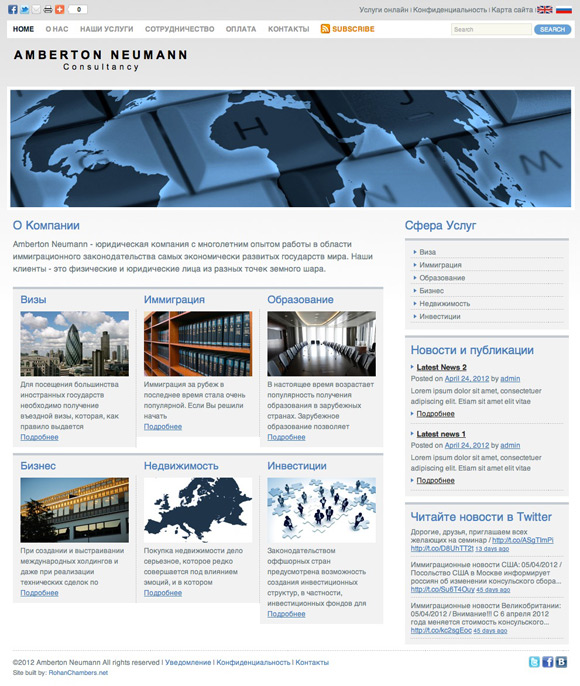 0
Услуги онлайн | Конфиденциальность | Карта сайта
HOME О НАС НАШИ УСЛУГИ СОТРУДНИЧЕСТВО ОПЛАТА КОНТАКТЫ SUBSCRIBE
Search SEARCH
AMBERTON NEUMANN
Consultancy
H J N M
О Компании
Amberton Neumann - юридическая компания с многолетним опытом работы в области
иммиграционного законодательства самых экономически развитых государств мира. Наши
клиенты - это физические и юридические лица из разных точек земного шара.
Визы
Для посещения большинства
иностранных государств
необходимо получение
въездной визы, которая, как
правило выдается
Подробнее
Иммиграция
Иммиграция за рубеж в
последнее время стала очень
популярной. Если Вы решили
начать
Подробнее
Образование
В настоящее время возрастает
популярность получения
образования в зарубежных
странах. Зарубежное
образование позволяет
Подробнее
Бизнес
При создании и выстраивании
международных холдингов и
даже при реализации
технических сделок по
Подробнее
Недвижимость
Покупка недвижимости дело
серьезное, которое редко
совершается под влиянием
эмоций, и в котором
Подробнее
Инвестиции
Законодательством
оффшорных стран
предусмотрена возможность
создания инвестиционных
структур, в частности,
инвестиционных фондов для
Подробнее
Сфера Услуг
Виза
Иммиграция
Образование
Бизнес
Недвижимость
Инвестиции
Новости и публикации
Latest News 2
Posted on April 24, 2012 by admin
Lorem ipsum dolor sit amet, consectetuer
adipiscing elit. Etiam sit amet elit
Подробнее
Latest news 1
Posted on April 24, 2012 by admin
Lorem ipsum dolor sit amet, consectetuer
adipiscing elit. Etiam sit amet elit vestibulum
Подробнее
Читайте новости в Twitter
Дорогие, друзья, приглашаем всех
желающих на семинар / http://t.co/ASgTlmPi
http://t.co/D8UhTT2t 13 days ago
Иммиграционные новости США: 05/04/2012 /
Посольство США в Москве информирует
россиян об изменении консульского сбора...
http://t.co/Su6T4Ouy 45 days ago
Иммиграционные новости Великобритании:
05/04/2012 / Внимание!!! С 6 апреля 2012
года меняется стоимость консульского...
http://t.co/kc2sgEoc 45 days ago
©2012 Amberton Neumann All rights reserved | Уведомление | Конфиденциальность | Контакты
Site built by: RohanChambers.net